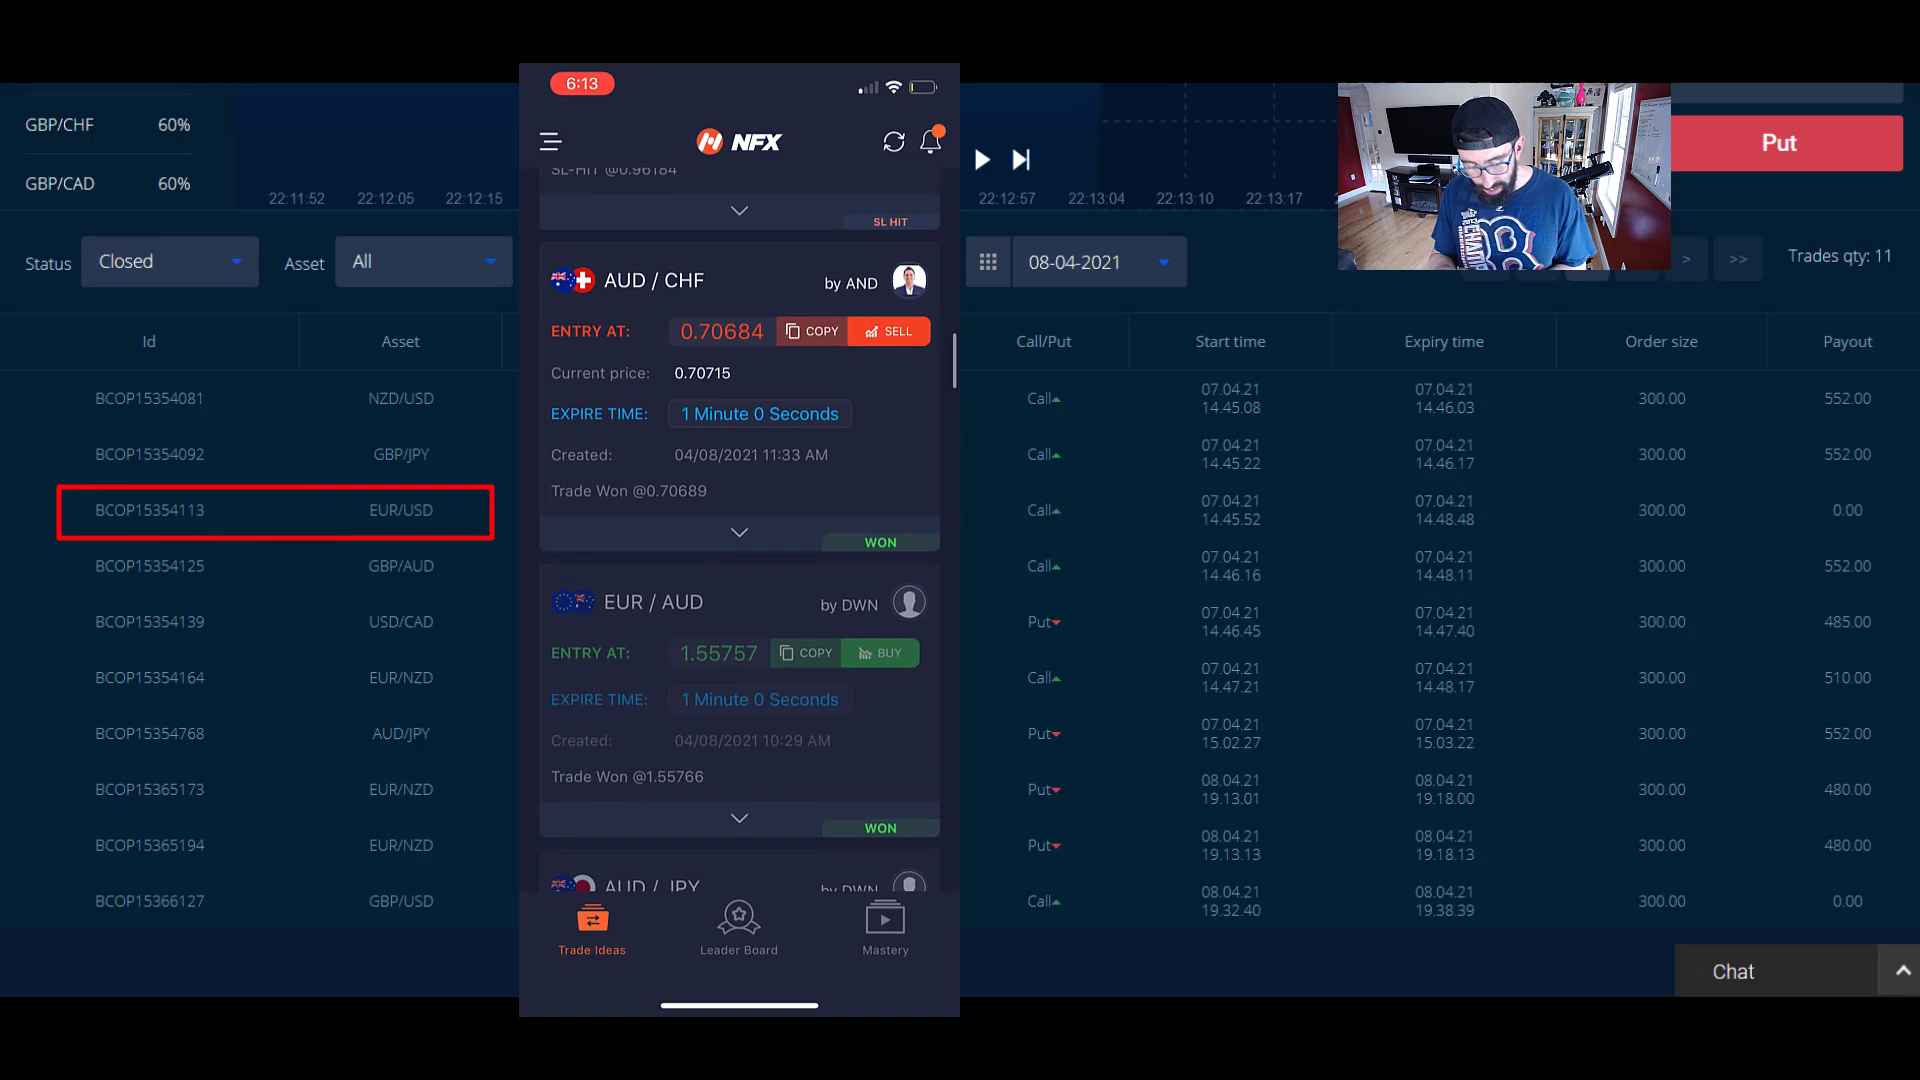 GBP/CHF 60%
GBP/CAD 60%
22:11:52 22:12:05 22:12:15
Status Closed Asset All
Id Asset
BCOP15354081 NZD/USD
BCOP15354092 GBP/JPY
BCOP15354113 EUR/USD
BCOP15354125 GBP/AUD
BCOP15354139 USD/CAD
BCOP15354164 EUR/NZD
BCOP15354768 AUD/JPY
BCOP15365173 EUR/NZD
BCOP15365194 EUR/NZD
BCOP15366127 GBP/USD
6:13
NFX
SL-HIT @0.96184
SL HIT
AUD / CHF by AND
ENTRY AT: 0.70684 COPY SELL
Current price: 0.70715
EXPIRE TIME: 1 Minute 0 Seconds
Created: 04/08/2021 11:33 AM
Trade Won @0.70689
WON
EUR / AUD by DWN
ENTRY AT: 1.55757 COPY BUY
EXPIRE TIME: 1 Minute 0 Seconds
Created: 04/08/2021 10:29 AM
Trade Won @1.55766
WON
AUD / JPY by DWN
Trade Ideas Leader Board Mastery
Put
22:12:57 22:13:04 22:13:10 22:13:17
08-04-2021 > >> Trades qty: 11
Call/Put Start time Expiry time Order size Payout
Call 07.04.21 14.45.08 07.04.21 14.46.03 300.00 552.00
Call 07.04.21 14.45.22 07.04.21 14.46.17 300.00 552.00
Call 07.04.21 14.45.52 07.04.21 14.48.48 300.00 0.00
Call 07.04.21 14.46.16 07.04.21 14.48.11 300.00 552.00
Put 07.04.21 14.46.45 07.04.21 14.47.40 300.00 485.00
Call 07.04.21 14.47.21 07.04.21 14.48.17 300.00 510.00
Put 07.04.21 15.02.27 07.04.21 15.03.22 300.00 552.00
Put 08.04.21 19.13.01 08.04.21 19.18.00 300.00 480.00
Put 08.04.21 19.13.13 08.04.21 19.18.13 300.00 480.00
Call 08.04.21 19.32.40 08.04.21 19.38.39 300.00 0.00
Chat